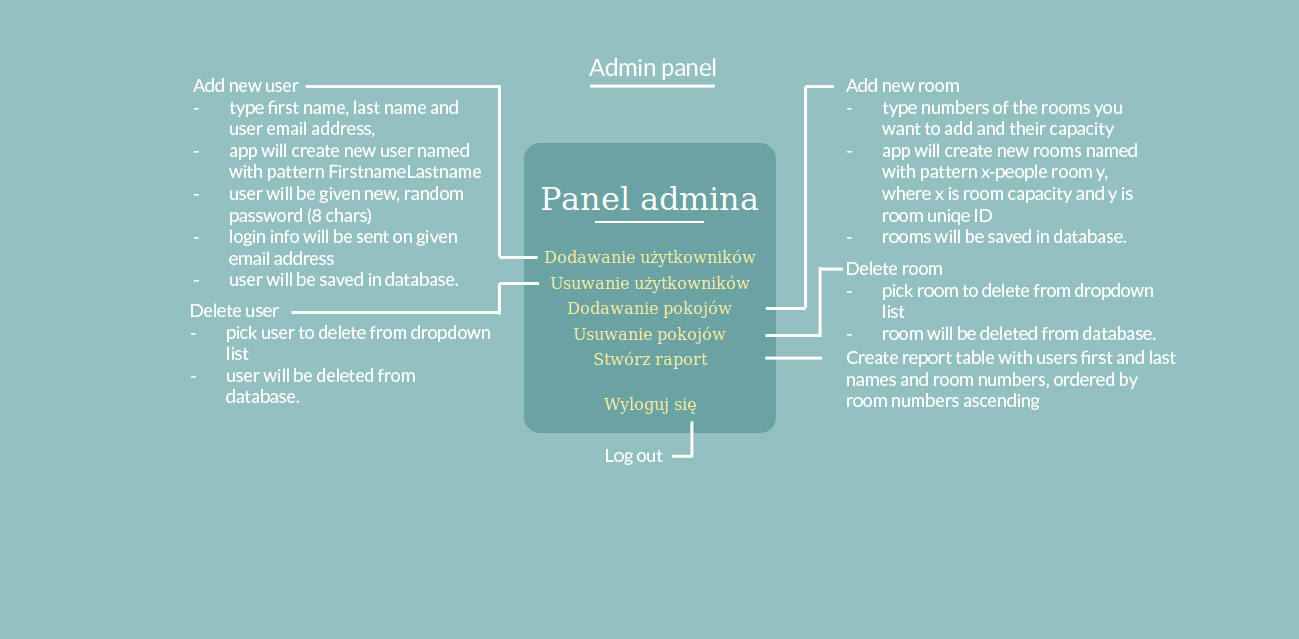 Admin panel
Add new user
- type first name, last name and
user email address,
- app will create new user named
with pattern FirstnameLastname
- user will be given new, random
password (8 chars)
- login info will be sent on given
email address
- user will be saved in database.
Delete user
- pick user to delete from dropdown
list
- user will be deleted from
database.
Panel admina
Dodawanie użytkowników
Usuwanie użytkowników
Dodawanie pokojów
Usuwanie pokojów
Stwórz raport
Wyloguj się
Log out
Add new room
- type numbers of the rooms you
want to add and their capacity
- app will create new rooms named
with pattern x-people room y,
where x is room capacity and y is
room uniqe ID
- rooms will be saved in database.
Delete room
- pick room to delete from dropdown
list
- room will be deleted from database.
Create report table with users first and last
names and room numbers, ordered by
room numbers ascending